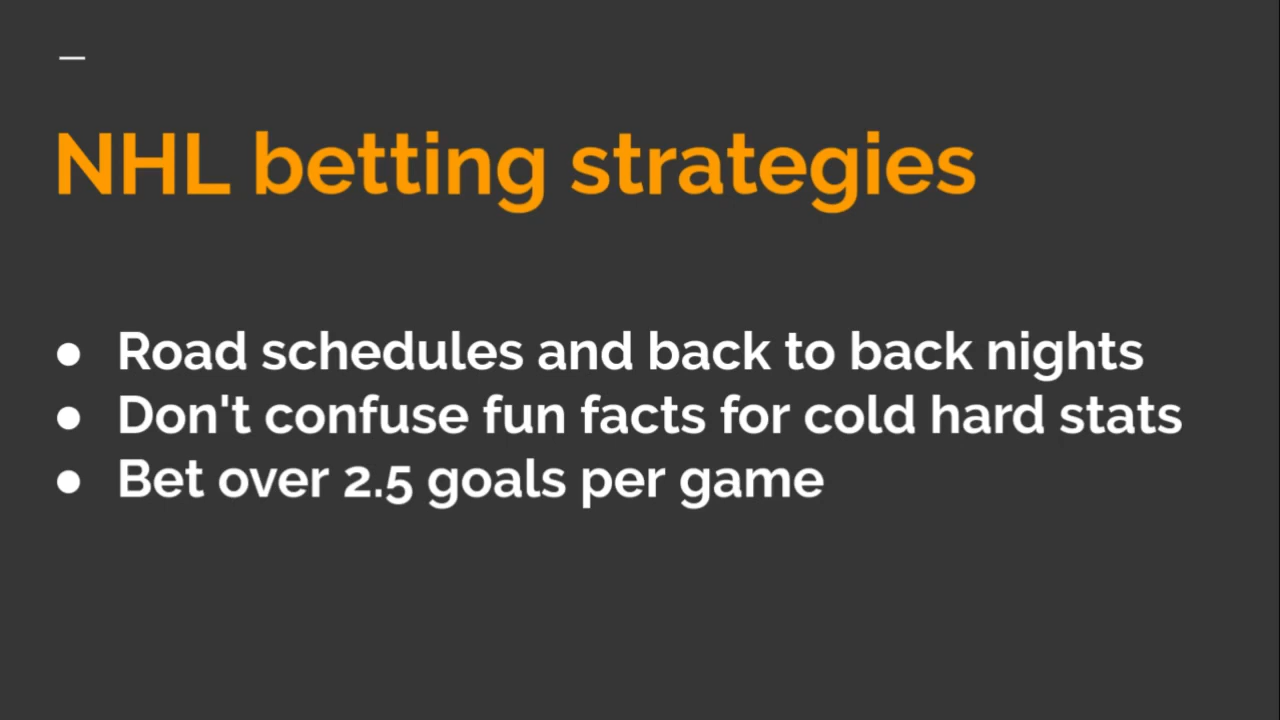 NHL betting strategies
● Road schedules and back to back nights
● Don't confuse fun facts for cold hard stats
● Bet over 2.5 goals per game